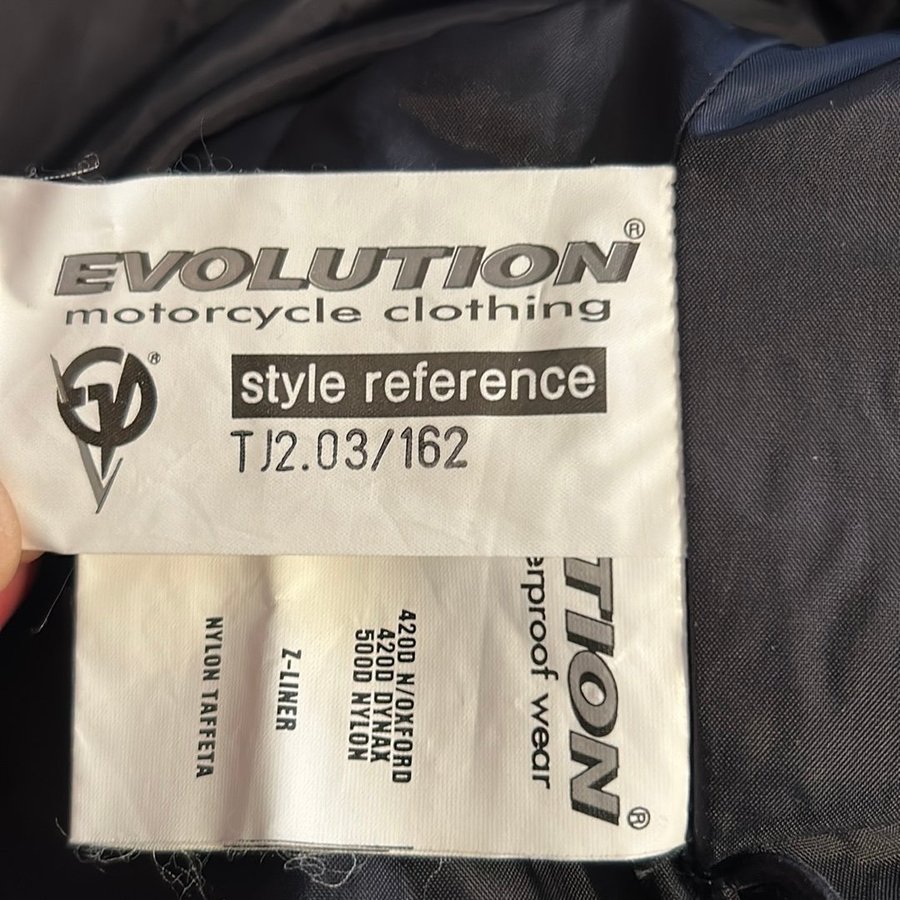 EVOLUTION®
motorcycle clothing
®
style reference
TJ2.03/162
TION®
erproof wear
420D N/OXFORD
420D DYNAX
500D NYLON
Z-LINER
NYLON TAFFETA